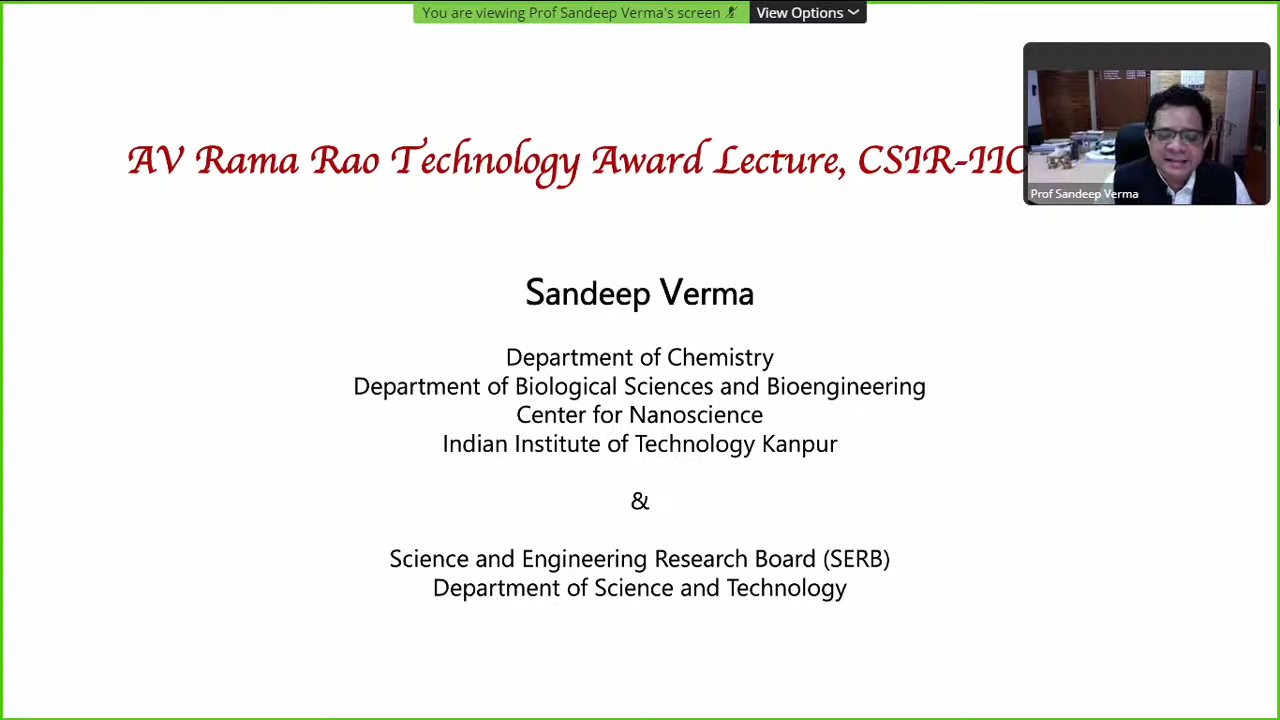 You are viewing Prof Sandeep Verma's screen
View Options
AV Rama Rao Technology Award Lecture, CSIR-IIC
Prof Sandeep Verma
Sandeep Verma
Department of Chemistry
Department of Biological Sciences and Bioengineering
Center for Nanoscience
Indian Institute of Technology Kanpur
&
Science and Engineering Research Board (SERB)
Department of Science and Technology